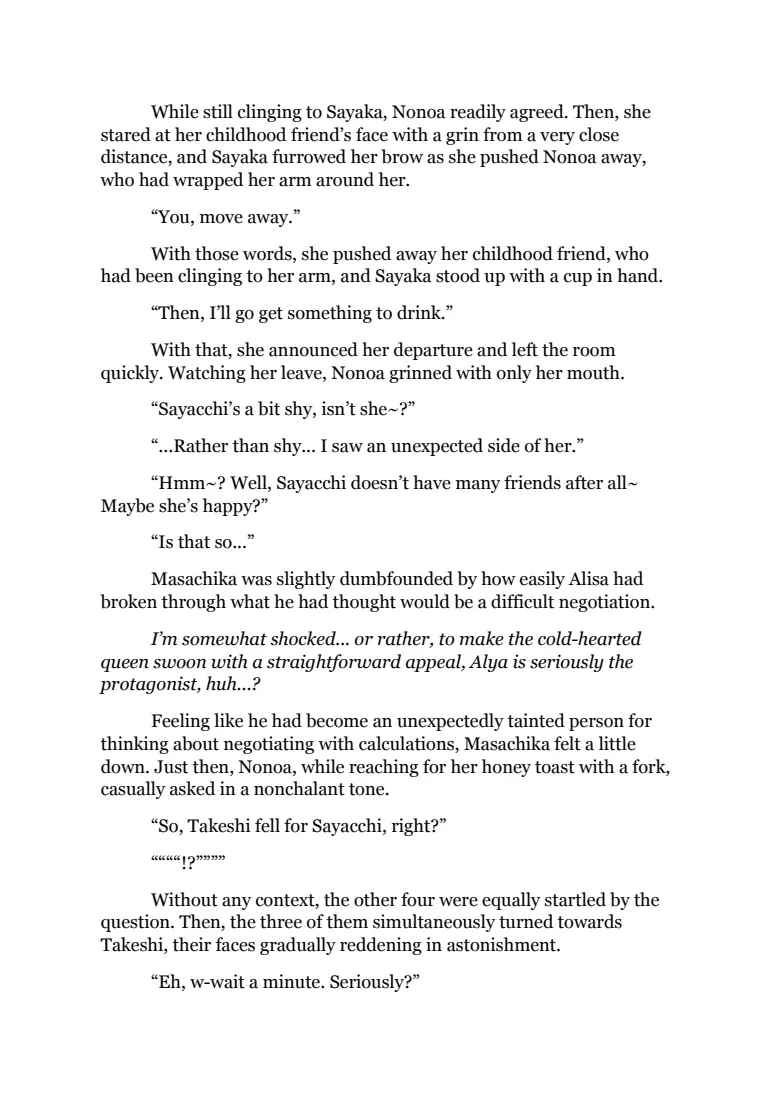 While still clinging to Sayaka, Nonoa readily agreed. Then, she
stared at her childhood friend’s face with a grin from a very close
distance, and Sayaka furrowed her brow as she pushed Nonoa away,
who had wrapped her arm around her.
“You, move away.”
With those words, she pushed away her childhood friend, who
had been clinging to her arm, and Sayaka stood up with a cup in hand.
“Then, I’ll go get something to drink.”
With that, she announced her departure and left the room
quickly. Watching her leave, Nonoa grinned with only her mouth.
“Sayacchi’s a bit shy, isn’t she~?”
“...Rather than shy... I saw an unexpected side of her.”
“Hmm~? Well, Sayacchi doesn’t have many friends after all~
Maybe she’s happy?”
“Is that so...”
Masachika was slightly dumbfounded by how easily Alisa had
broken through what he had thought would be a difficult negotiation.
I’m somewhat shocked... or rather, to make the cold-hearted
queen swoon with a straightforward appeal, Alya is seriously the
protagonist, huh...?
Feeling like he had become an unexpectedly tainted person for
thinking about negotiating with calculations, Masachika felt a little
down. Just then, Nonoa, while reaching for her honey toast with a fork,
casually asked in a nonchalant tone.
“So, Takeshi fell for Sayacchi, right?”
““““!?””””
Without any context, the other four were equally startled by the
question. Then, the three of them simultaneously turned towards
Takeshi, their faces gradually reddening in astonishment.
“Eh, w-wait a minute. Seriously?”